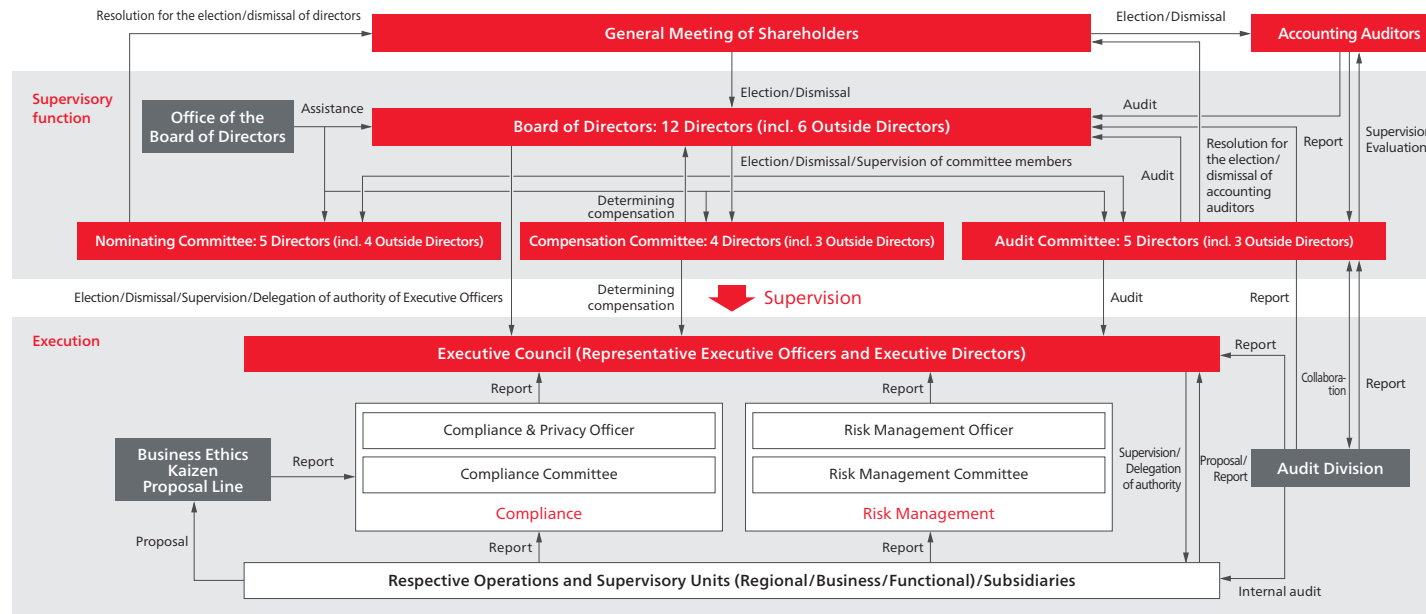 Resolution for the election/dismissal of directors
General Meeting of Shareholders
Election/Dismissal
Accounting Auditors
Supervisory
function
Office of the
Board of Directors
Assistance
Election/Dismissal
Audit
Board of Directors: 12 Directors (incl. 6 Outside Directors)
Election/Dismissal/Supervision of committee members
Audit
Resolution for
the election/
dismissal of
accounting
auditors
Report
Supervision
Evaluation
Determining
compensation
Nominating Committee: 5 Directors (incl. 4 Outside Directors)
Compensation Committee: 4 Directors (incl. 3 Outside Directors)
Audit Committee: 5 Directors (incl. 3 Outside Directors)
Election/Dismissal/Supervision/Delegation of authority of Executive Officers
Determining
compensation
Supervision
Audit
Report
Execution
Executive Council (Representative Executive Officers and Executive Directors)
Report
Report
Report
Collabora-
tion
Report
Compliance & Privacy Officer
Compliance Committee
Compliance
Risk Management Officer
Risk Management Committee
Risk Management
Business Ethics
Kaizen
Proposal Line
Report
Supervision/
Delegation
of authority
Proposal/
Report
Audit Division
Proposal
Report
Report
Respective Operations and Supervisory Units (Regional/Business/Functional)/Subsidiaries
Internal audit